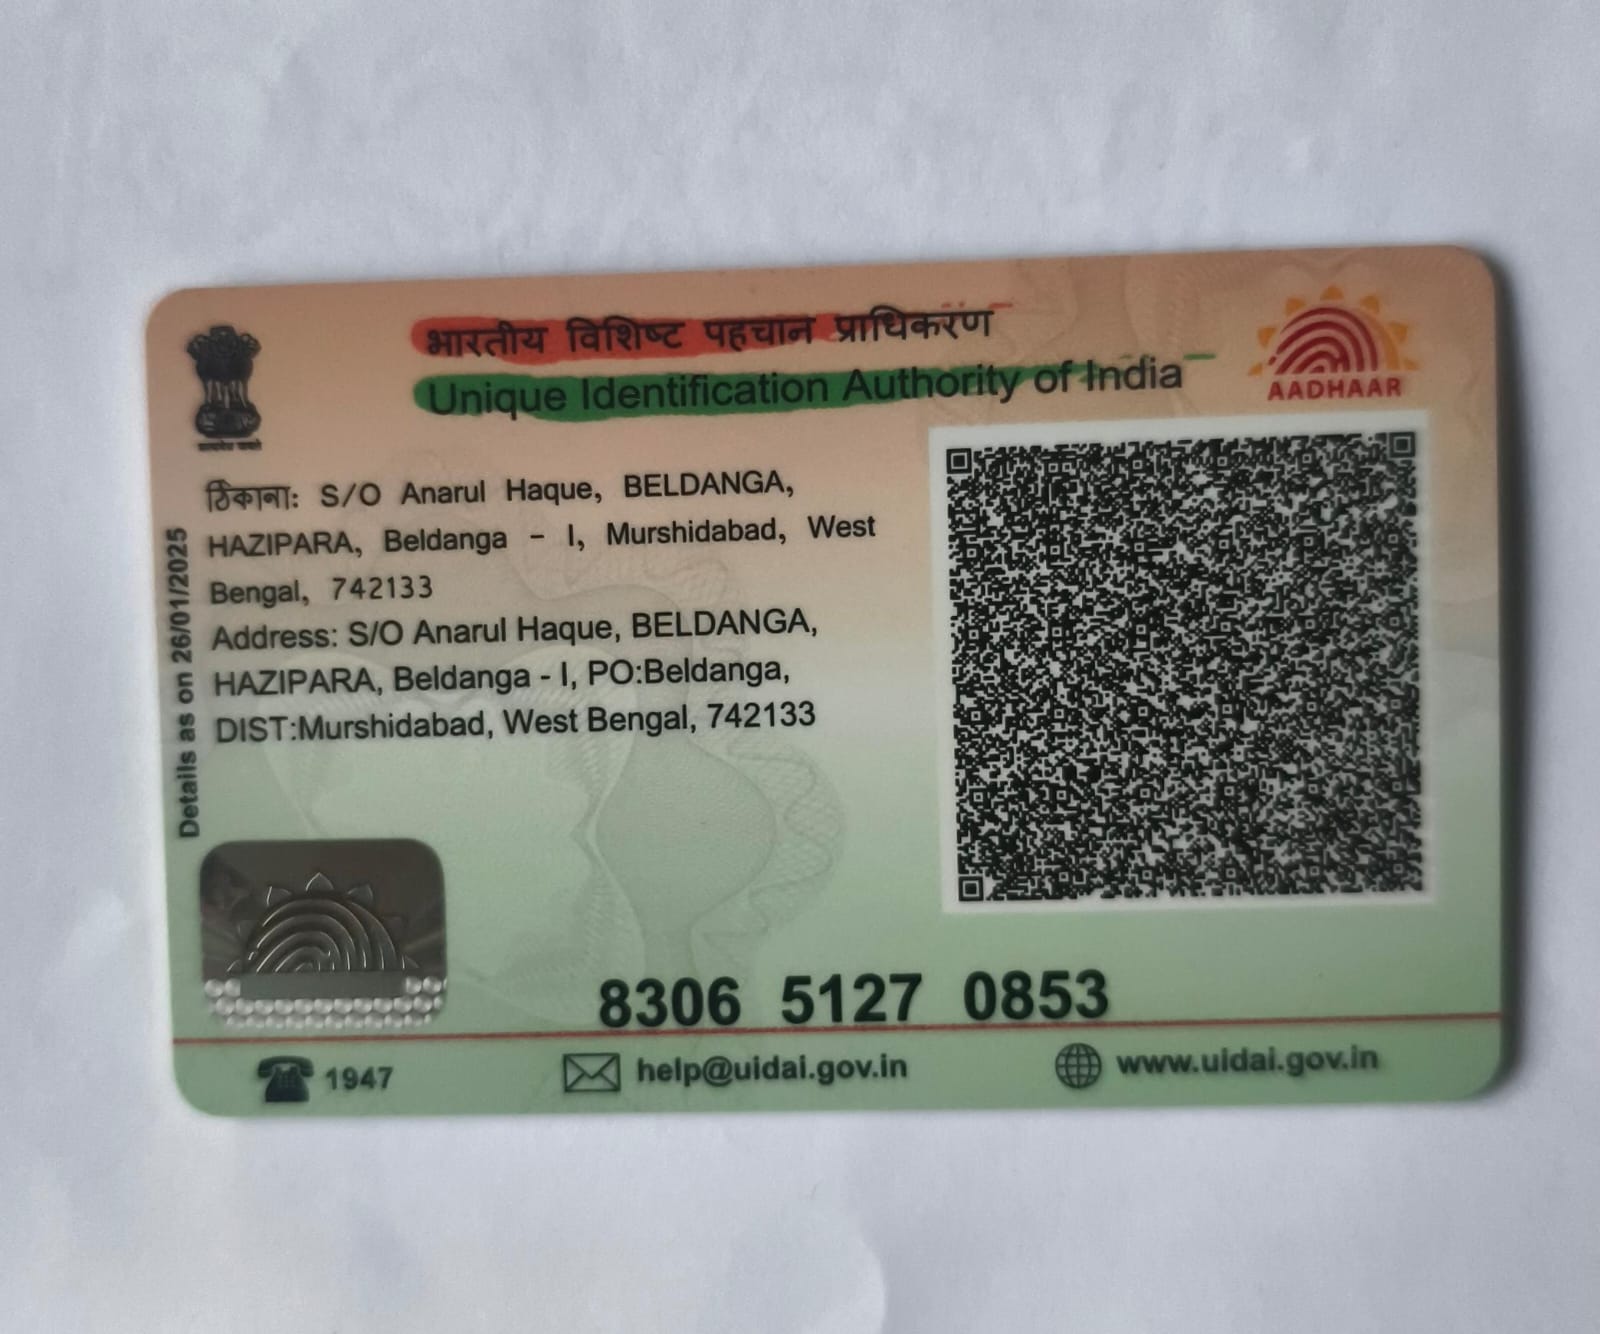 भारतीय विशिष्ट पहचान प्राधिकरण
Unique Identification Authority of India
AADHAAR
ঠিকানা: S/O Anarul Haque, BELDANGA,
HAZIPARA, Beldanga - I, Murshidabad, West
Bengal, 742133
Address: S/O Anarul Haque, BELDANGA,
HAZIPARA, Beldanga - I, PO:Beldanga,
DIST:Murshidabad, West Bengal, 742133
Details as on 26/01/2025
8306 5127 0853
1947
help@uidai.gov.in
www.uidai.gov.in